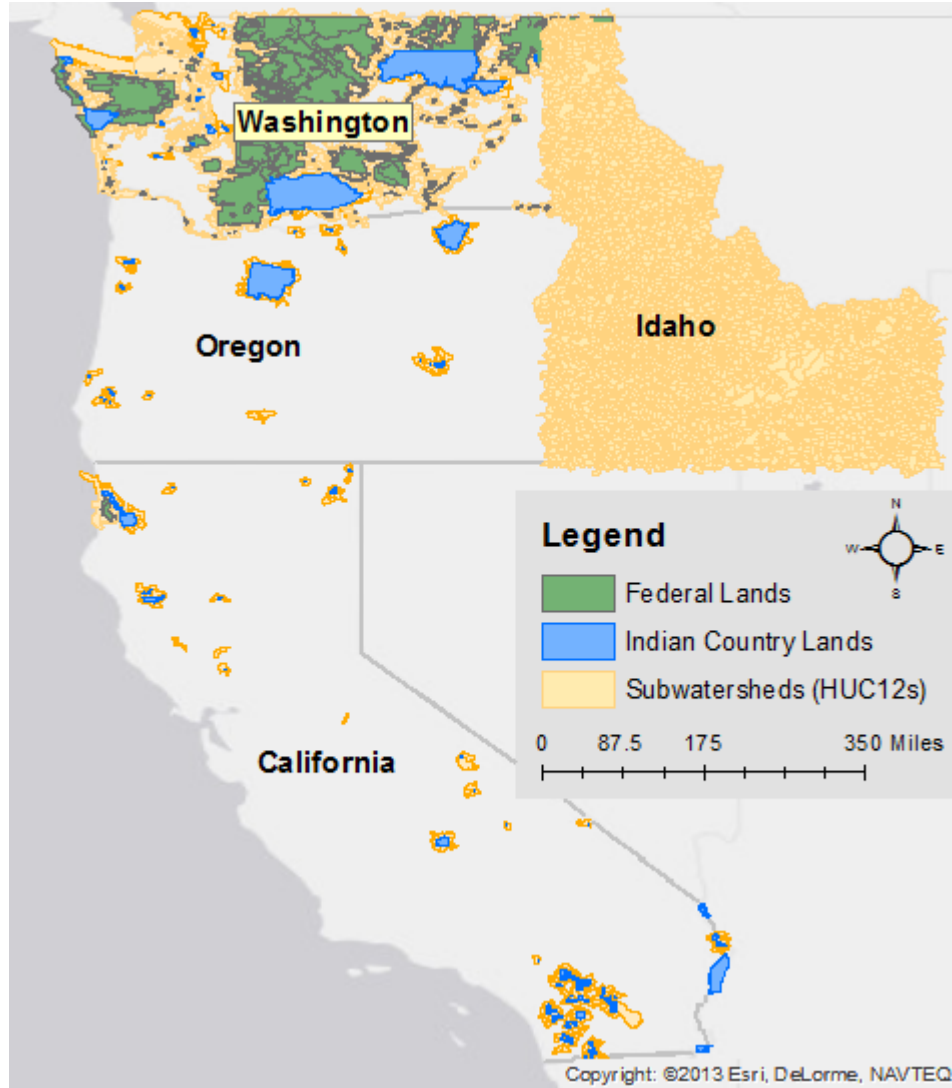 Washington
Oregon
Idaho
California
Legend
N
W
E
S
Federal Lands
Indian Country Lands
Subwatersheds (HUC12s)
0 87.5 175 350 Miles
Copyright: ©2013 Esri, DeLorme, NAVTEQ